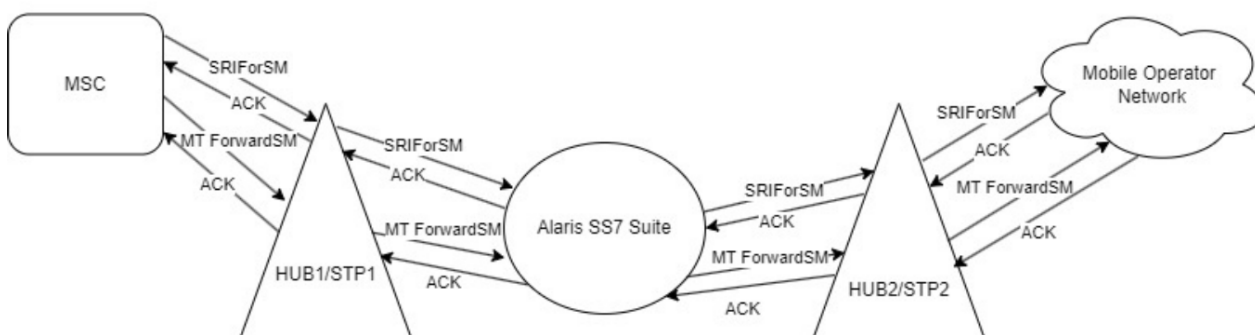 MSC
SRIForSM
ACK
MT ForwardSM
ACK
HUB1/STP1
SRIForSM
ACK
MT ForwardSM
ACK
Alaris SS7 Suite
SRIForSM
ACK
MT ForwardSM
ACK
HUB2/STP2
SRIForSM
ACK
MT ForwardSM
ACK
Mobile Operator
Network